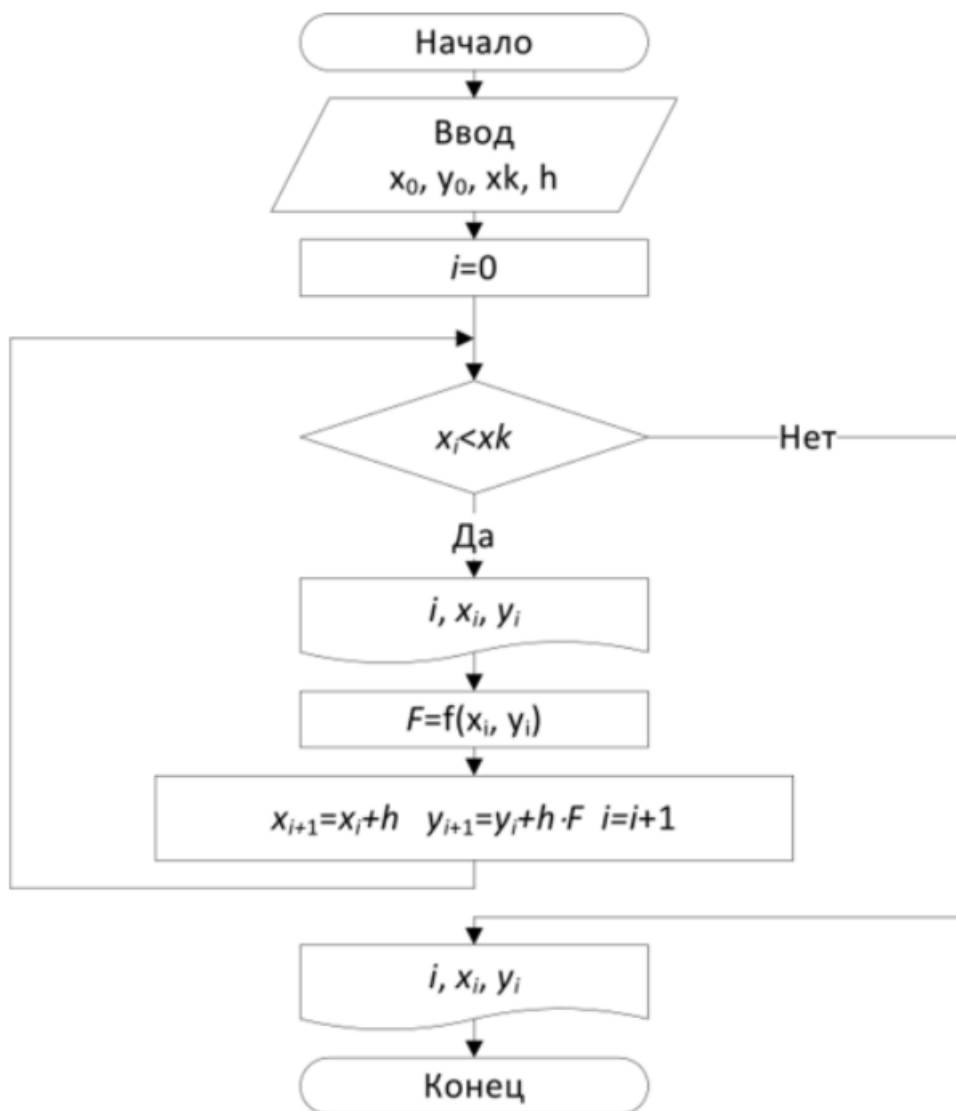 Начало
Ввод
x₀, y₀, xk, h
i=0
xᵢ<xk
Нет
Да
i, xᵢ, yᵢ
F=f(xᵢ, yᵢ)
xᵢ₊₁=xᵢ+h yᵢ₊₁=yᵢ+h·F i=i+1
i, xᵢ, yᵢ
Конец